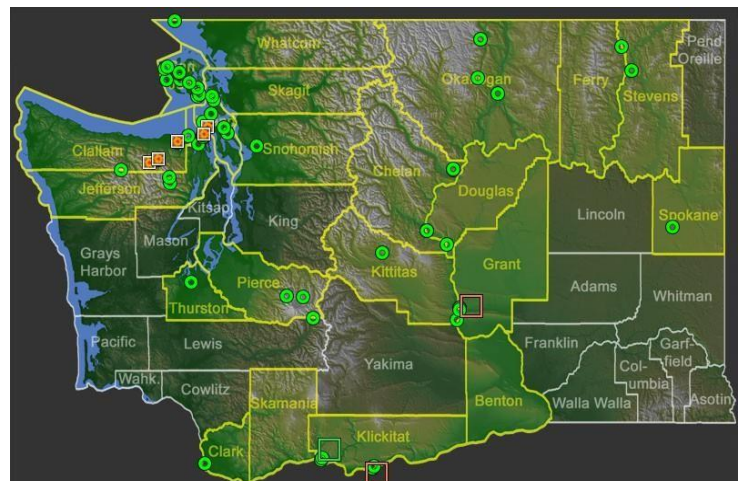 Whatcom
Pend
Oreille
Okanogan
Ferry
Stevens
Skagit
Clallam
Snohomish
Chelan
Douglas
Jefferson
Kitsap
King
Lincoln
Spokane
Mason
Grays
Harbor
Kittitas
Grant
Pierce
Adams
Whitman
Thurston
Pacific
Lewis
Yakima
Franklin
Garfield
Col-
umbia
Wahk.
Cowlitz
Skamania
Benton
Walla Walla
Asotin
Klickitat
Clark